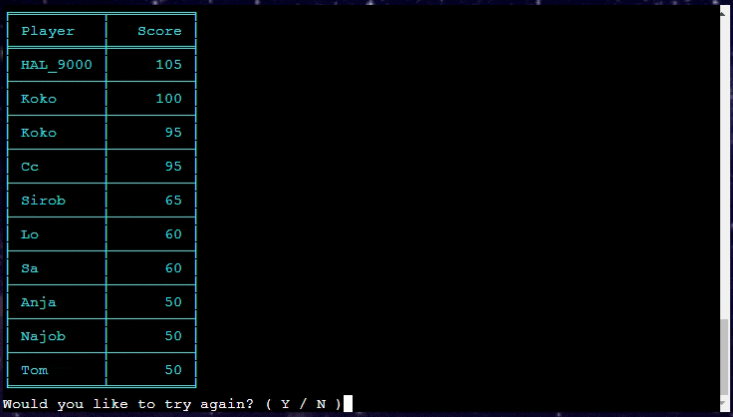 Player Score
HAL_9000 105
Koko 100
Koko 95
Cc 95
Sirob 65
Lo 60
Sa 60
Anja 50
Najob 50
Tom 50
Would you like to try again? ( Y / N )